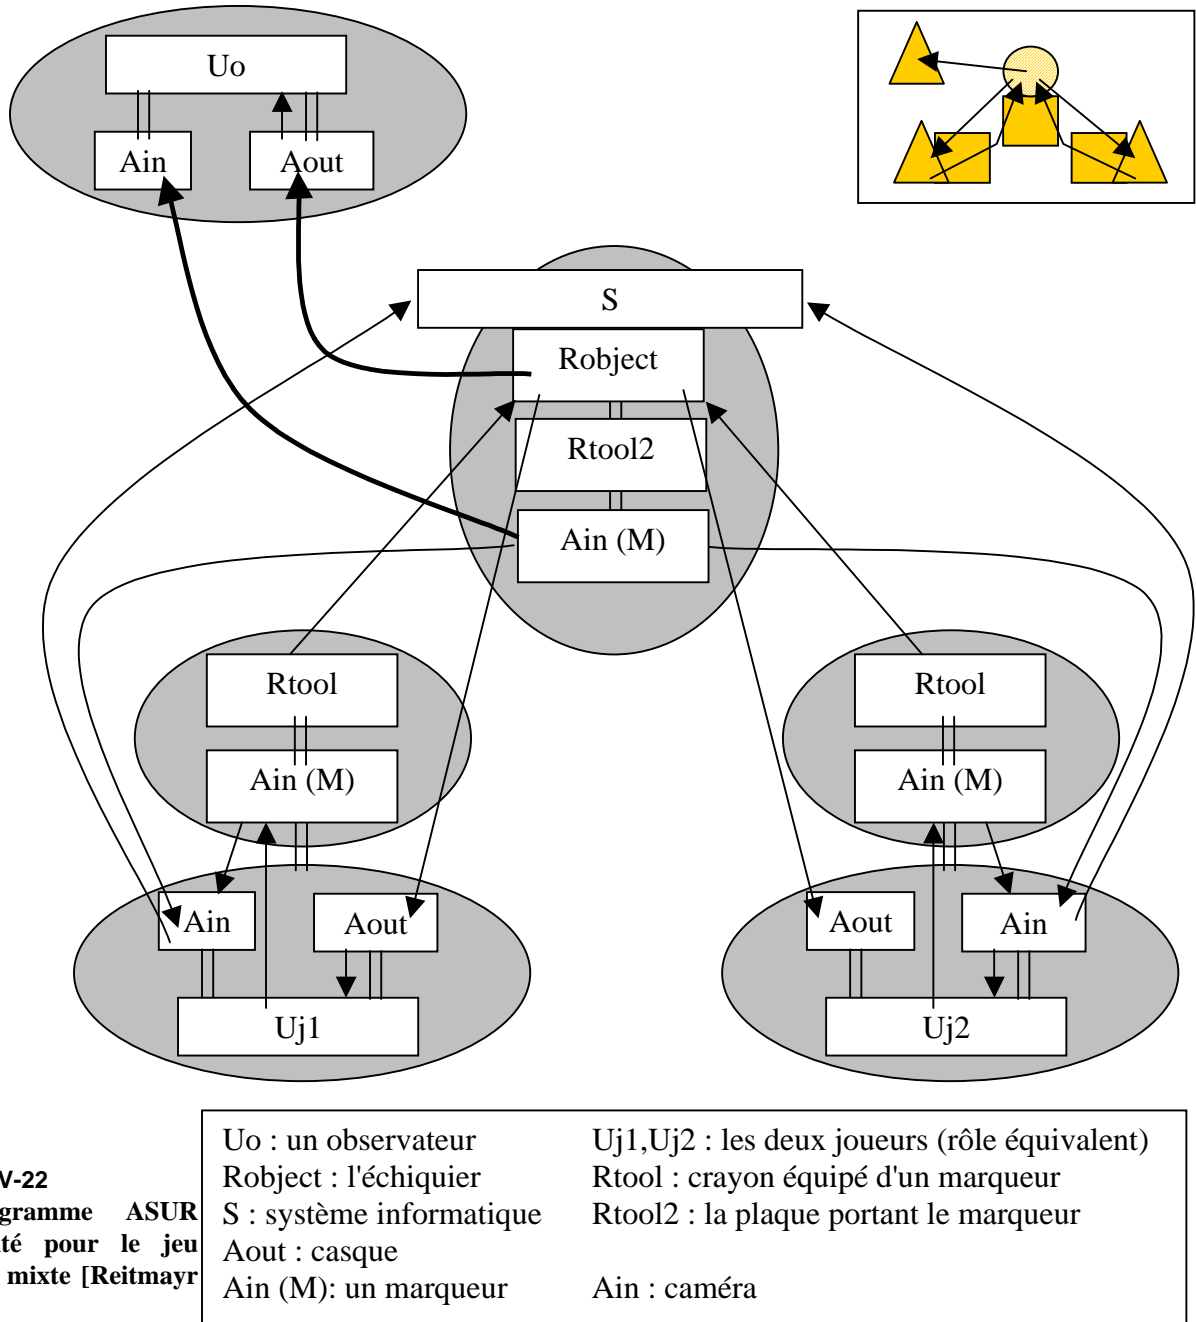 Uo
Ain
Aout
S
Robject
Rtool2
Ain (M)
Rtool
Ain (M)
Rtool
Ain (M)
Ain
Aout
Uj1
Aout
Ain
Uj2
V-22
gramme ASUR
té pour le jeu
mixte [Reitmayr
Uo : un observateur Uj1,Uj2 : les deux joueurs (rôle équivalent)
Robject : l'échiquier Rtool : crayon équipé d'un marqueur
S : système informatique Rtool2 : la plaque portant le marqueur
Aout : casque
Ain (M): un marqueur Ain : caméra